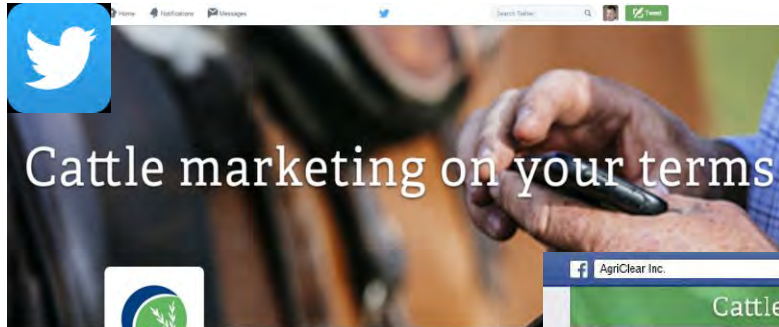 Home Notifications Messages Search Twitter Tweet
Cattle marketing on your terms
AgriClear Inc.
Cattle